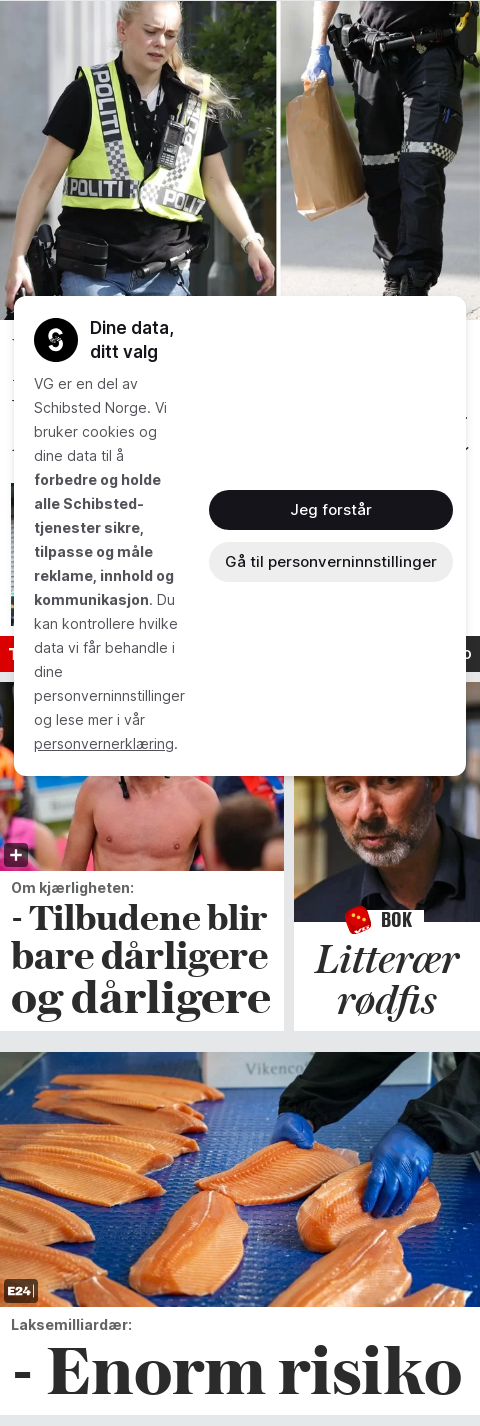 POLITI
POLITI
POLITI
Dine data,
ditt valg
VG er en del av
Schibsted Norge. Vi
bruker cookies og
dine data til å
forbedre og holde
alle Schibsted-
tjenester sikre,
tilpasse og måle
reklame, innhold og
kommunikasjon. Du
kan kontrollere hvilke
data vi får behandle i
dine
personverninnstillinger
og lese mer i vår
personvernerklæring.
Jeg forstår
Gå til personverninnstillinger
Om kjærligheten:
- Tilbudene blir
bare dårligere
og dårligere
BOK
Litterær
rødfis
Vikenco
E24
Laksemilliardær:
- Enorm risiko